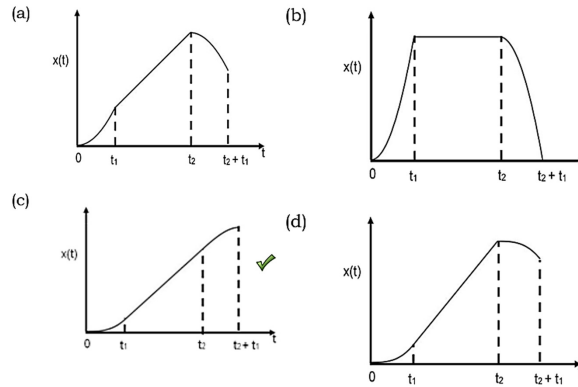 (a)
x(t)
0 t₁ t₂ t₂ + t₁ t
(b)
x(t)
0 t₁ t₂ t₂ + t₁
(c)
x(t)
0 t₁ t₂ t₂+ t₁ t
(d)
x(t)
0 t₁ t₂ t₂ + t₁